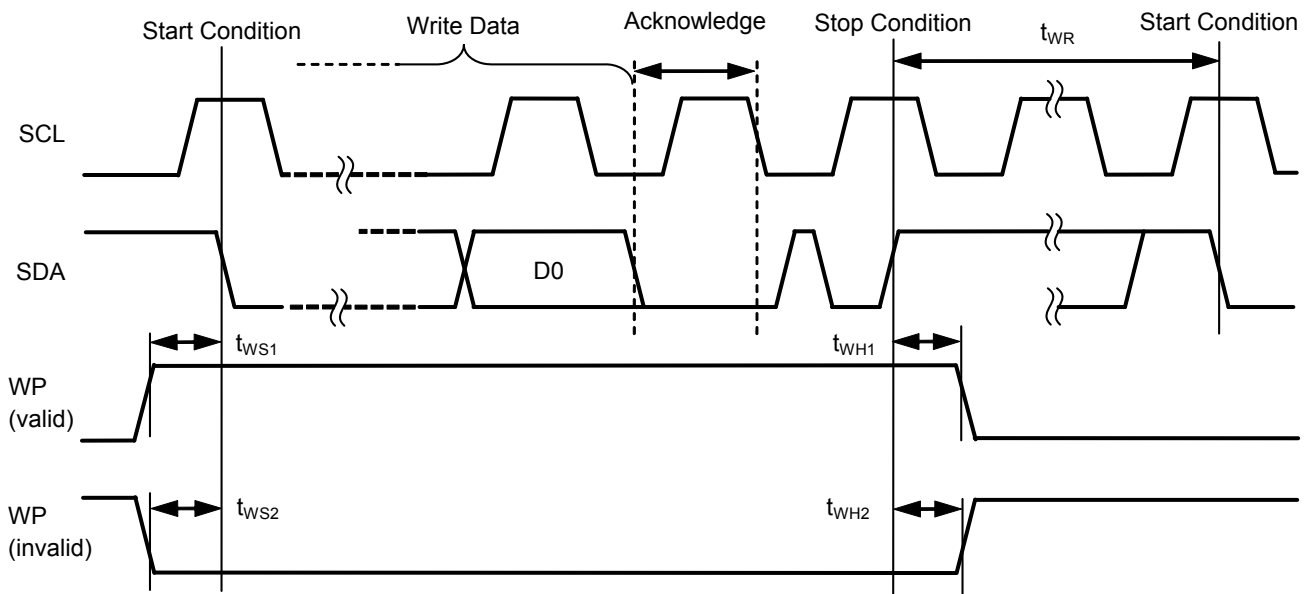 Start Condition
Write Data
Acknowledge
Stop Condition
tWR
Start Condition
SCL
SDA
D0
tWS1
tWH1
WP
(valid)
tWS2
tWH2
WP
(invalid)